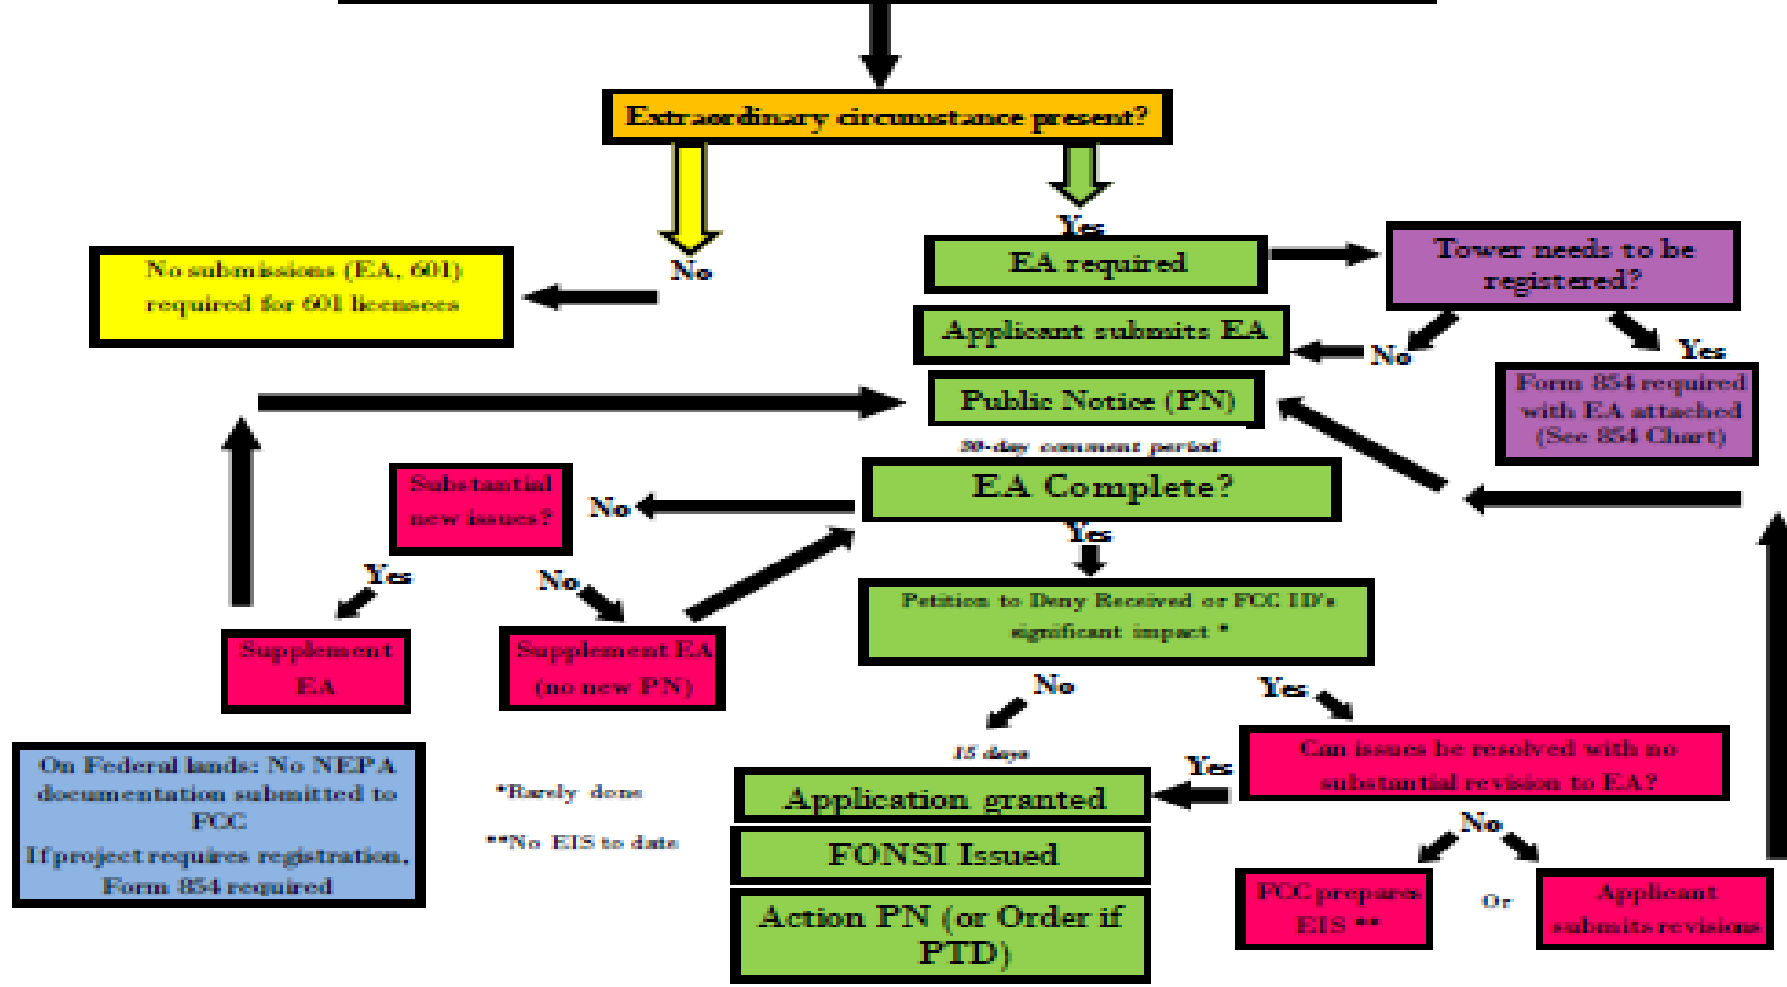 Extraordinary circumstance present?
Yes
No
No submissions (EA, 601)
required for 601 licensees
EA required
Tower needs to be
registered?
Applicant submits EA
No
Yes
Form 854 required
with EA attached
(See 854 Chart)
Public Notice (PN)
30-day comment period
EA Complete?
Substantial
new issues?
No
Yes
Yes
No
Petition to Deny Received or FCC ID's
significant impact *
Supplement
EA
Supplement EA
(no new PN)
No
Yes
15 days
Can issues be resolved with no
substantial revision to EA?
Yes
Application granted
On Federal lands: No NEPA
documentation submitted to
FCC
If project requires registration,
Form 854 required
*Rarely done
**No EIS to date
No
FONSI Issued
FCC prepares
EIS **
Or
Applicant
submits revisions
Action PN (or Order if
PTD)